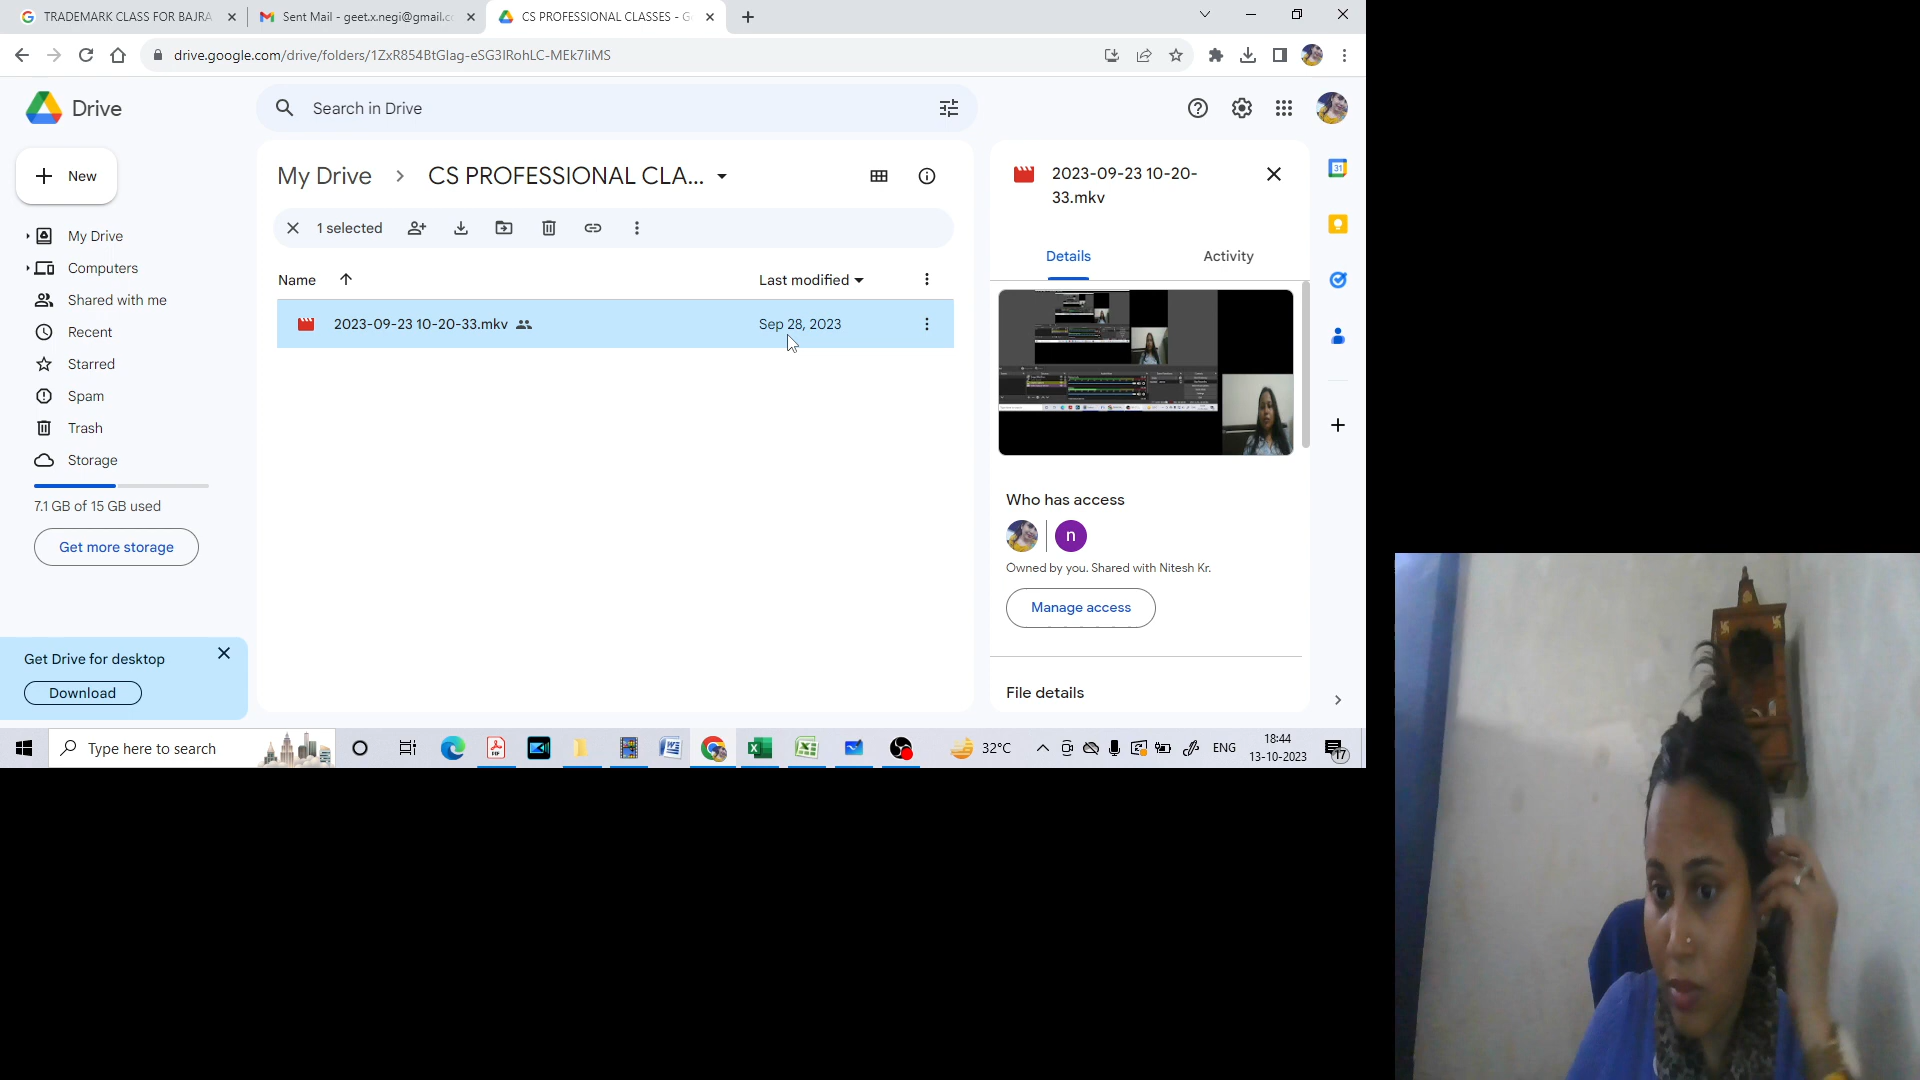 TRADEMARK CLASS FOR BAJRA
Sent Mail - geet.x.negi@gmail.cc
CS PROFESSIONAL CLASSES - G
drive.google.com/drive/folders/1ZxR854BtGIag-eSG3IRohLC-MEk7IiMS
Drive
Search in Drive
New
My Drive
Computers
Shared with me
Recent
Starred
Spam
Trash
Storage
7.1 GB of 15 GB used
Get more storage
Get Drive for desktop
Download
My Drive > CS PROFESSIONAL CLA...
1 selected
Name
Last modified
2023-09-23 10-20-33.mkv
Sep 28, 2023
2023-09-23 10-20-
33.mkv
Details
Activity
Who has access
n
Owned by you. Shared with Nitesh Kr.
Manage access
File details
31
Type here to search
32°C
ENG
18:44
13-10-2023
17